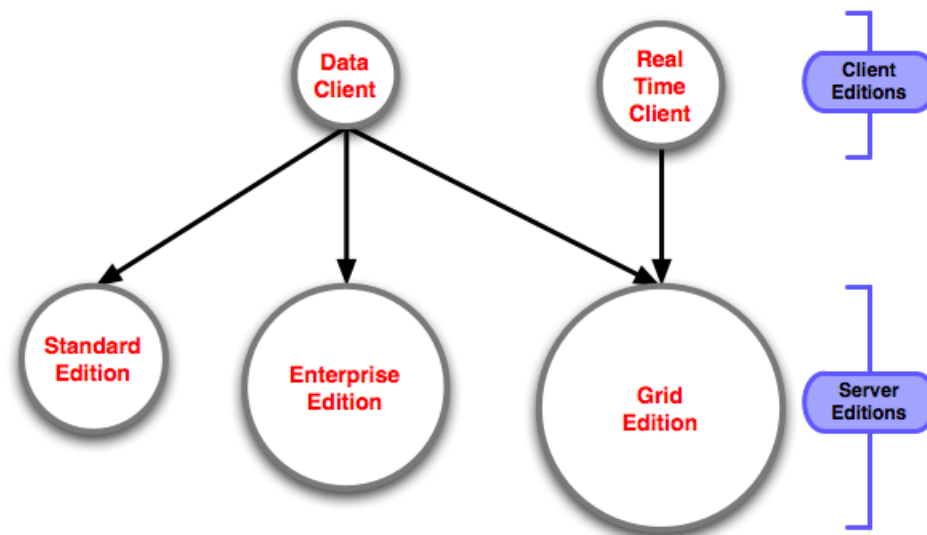 Data
Client
Real
Time
Client
Client
Editions
Standard
Edition
Enterprise
Edition
Grid
Edition
Server
Editions